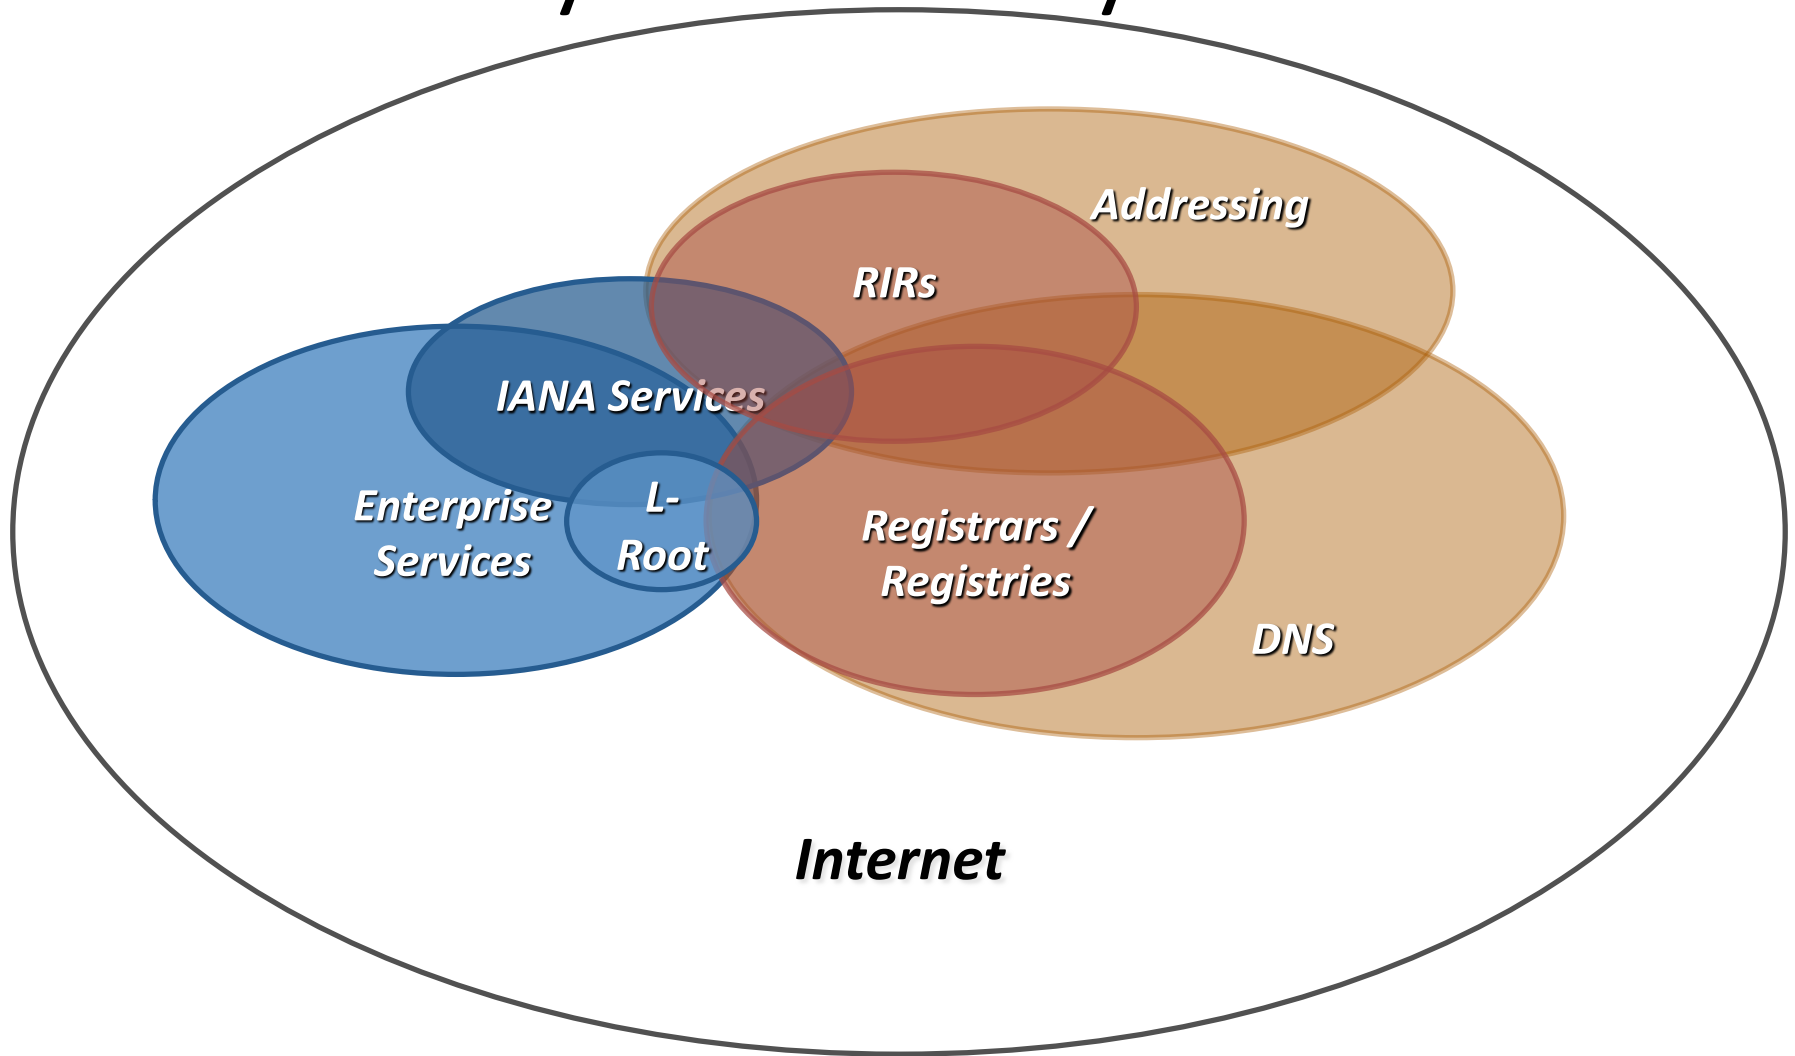 Addressing
RIRs
IANA Services
Enterprise
Services
L-
Root
Registrars /
Registries
DNS
Internet